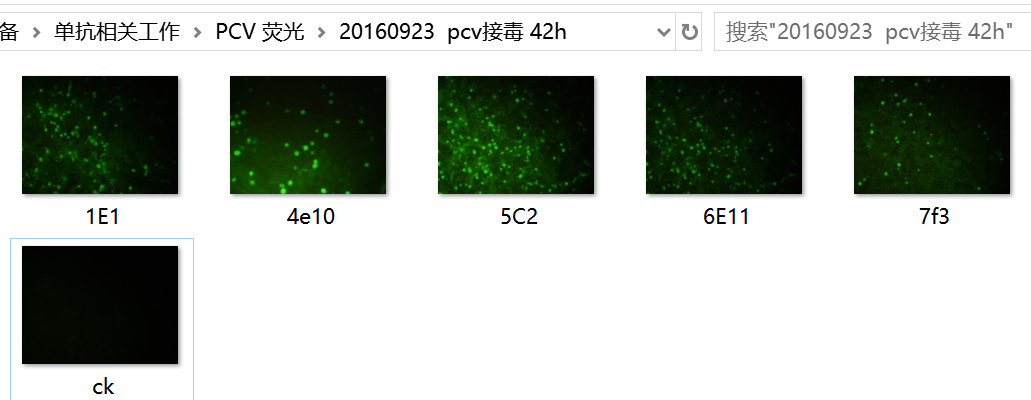 备 › 单抗相关工作 › PCV 荧光 › 20160923  pcv接毒 42h
搜索"20160923  pcv接毒 42h"
1E1
4e10
5C2
6E11
7f3
ck